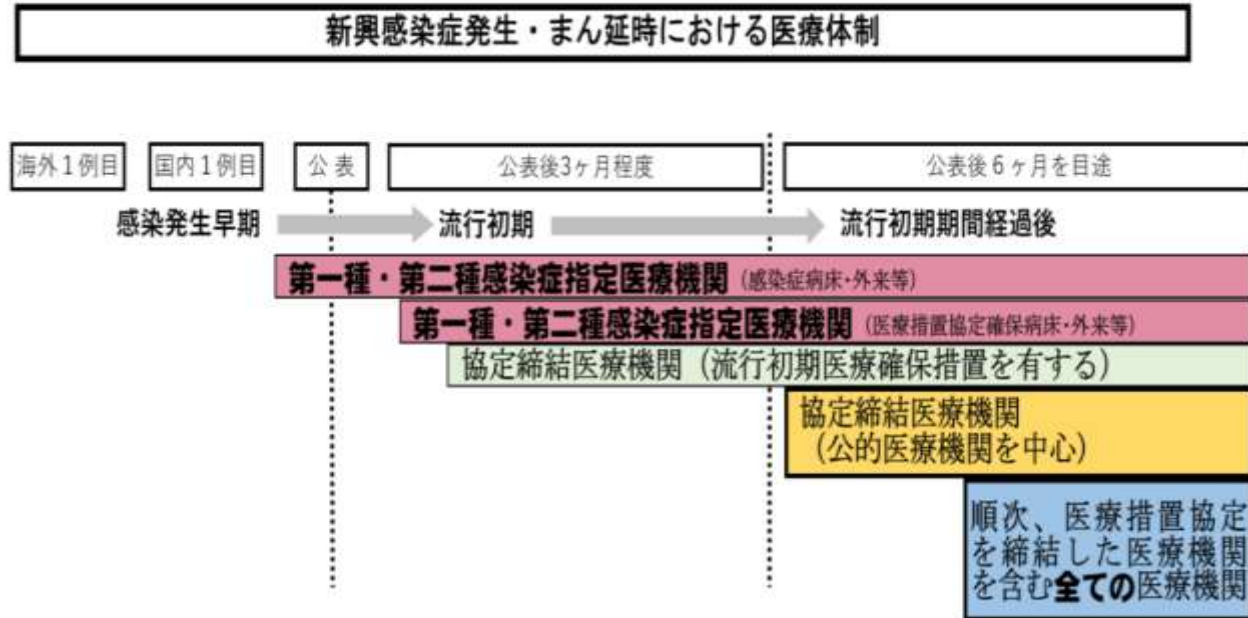 新興感染症発生・まん延時における医療体制
海外1例目
国内1例目
公表
公表後3ヶ月程度
公表後6ヶ月を目途
感染発生早期
流行初期
流行初期期間経過後
第一種・第二種感染症指定医療機関（感染症病床・外来等）
第一種・第二種感染症指定医療機関（医療措置協定確保病床・外来等）
協定締結医療機関（流行初期医療確保措置を有する）
協定締結医療機関
（公的医療機関を中心）
順次、医療措置協定
を締結した医療機関
を含む全ての医療機関